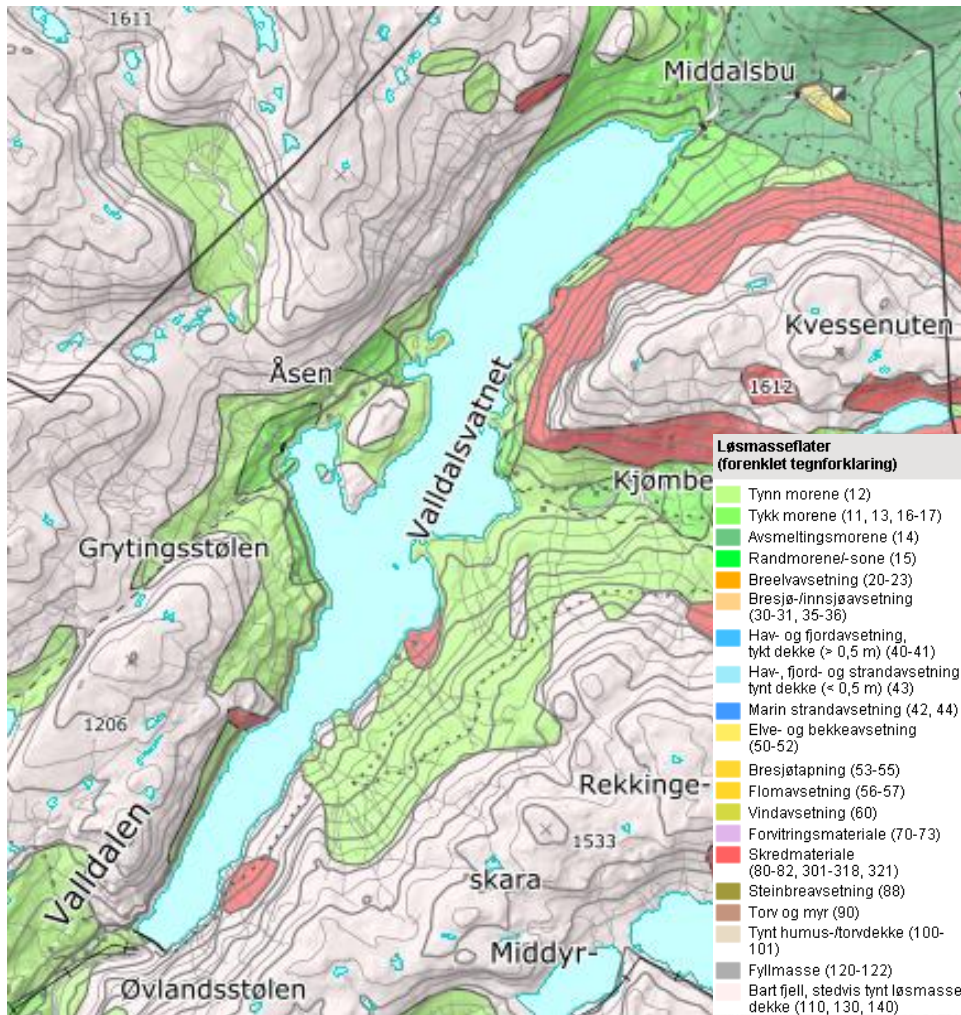 1611
Middalsbu
Kvessenuten
1612
Åsen
Valldalsvatnet
Kjømbe
Grytingsstølen
1206
Rekkinge-
1533
skara
Valldalen
Middyr-
Øvlandsstølen
Løsmasseflater
(forenklet tegnforklaring)
Tynn morene (12)
Tykk morene (11, 13, 16-17)
Avsmeltingsmorene (14)
Randmorene/-sone (15)
Breelvavsetning (20-23)
Bresjø-/innsjøavsetning
(30-31, 35-36)
Hav- og fjordavsetning,
tykt dekke (> 0,5 m) (40-41)
Hav-, fjord- og strandavsetning
tynt dekke (< 0,5 m) (43)
Marin strandavsetning (42, 44)
Elve- og bekkeavsetning
(50-52)
Bresjøtapning (53-55)
Flomavsetning (56-57)
Vindavsetning (60)
Forvitringsmateriale (70-73)
Skredmateriale
(80-82, 301-318, 321)
Steinbreavsetning (88)
Torv og myr (90)
Tynt humus-/torvdekke (100-
101)
Fyllmasse (120-122)
Bart fjell, stedvis tynt løsmasse
dekke (110, 130, 140)